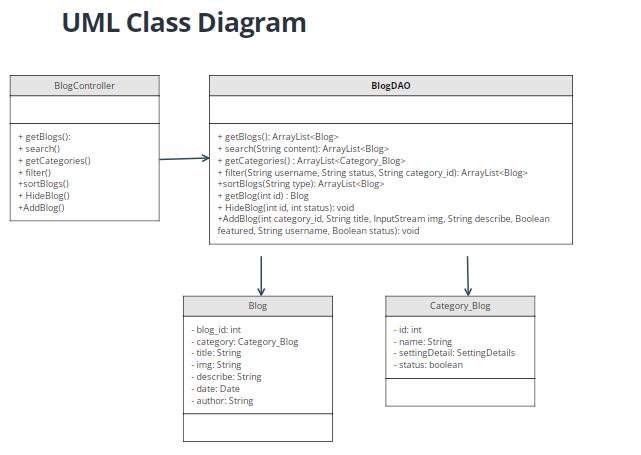 UML Class Diagram
BlogController
+ getBlogs():
+ search()
+ getCategories()
+ filter()
+sortBlogs()
+ HideBlog()
+AddBlog()
BlogDAO
+ getBlogs(): ArrayList<Blog>
+ search(String content): ArrayList<Blog>
+ getCategories() : ArrayList<Category_Blog>
+ filter(String username, String status, String category_id): ArrayList<Blog>
+sortBlogs(String type): ArrayList<Blog>
+ getBlog(int id) : Blog
+ HideBlog(int id, int status): void
+AddBlog(int category_id, String title, InputStream img, String describe, Boolean
featured, String username, Boolean status): void
Blog
- blog_id: int
- category: Category_Blog
- title: String
- img: String
- describe: String
- date: Date
- author: String
Category_Blog
- id: int
- name: String
- settingDetail: SettingDetails
- status: boolean